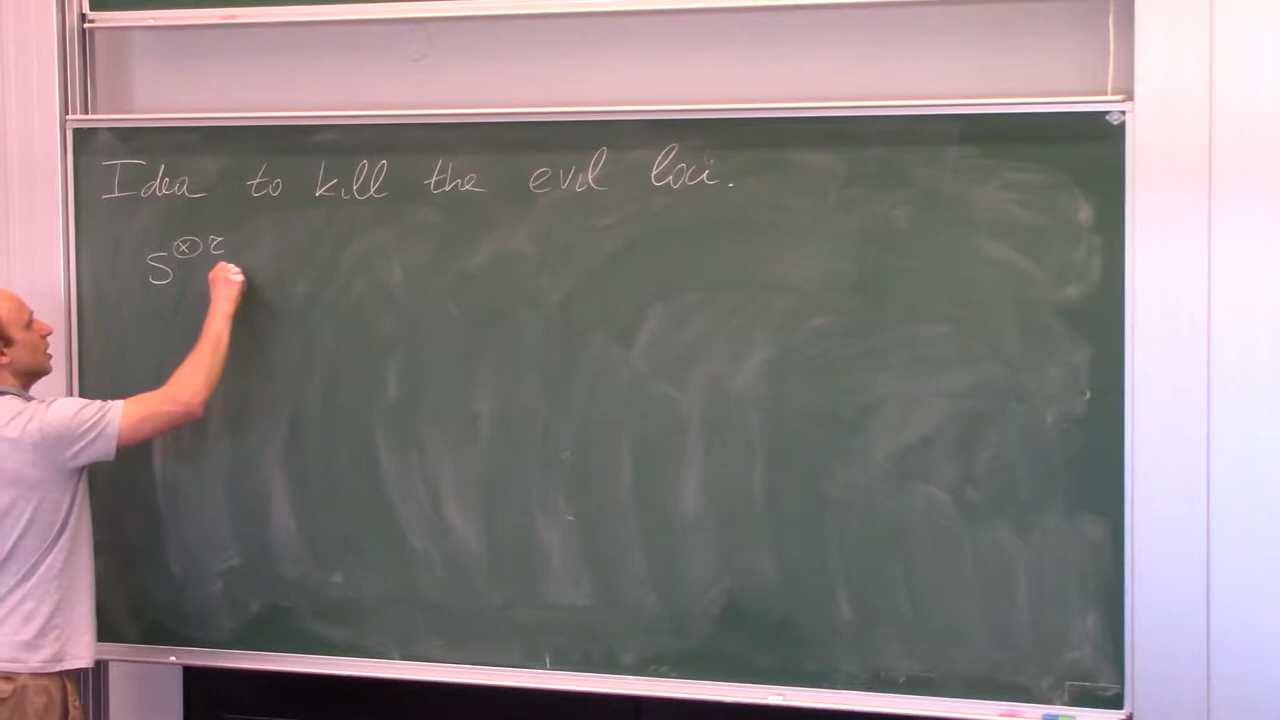 Idea to kill the evil loci.
S^{⊗ r}